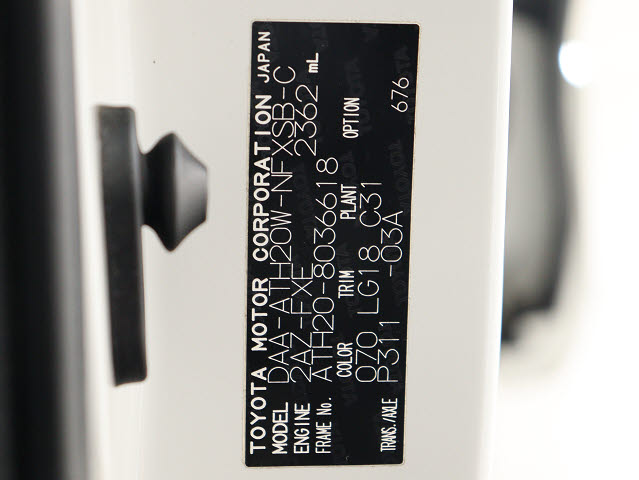 TOYOTA MOTOR CORPORATION JAPAN
MODEL DAA-ATH20W-NFXSB-C
ENGINE 2AZ-FXE 2362 mL
FRAME No. ATH20-8036618
COLOR TRIM PLANT OPTION
070 LG18 C31
TRANS./AXLE P311 -03A 676